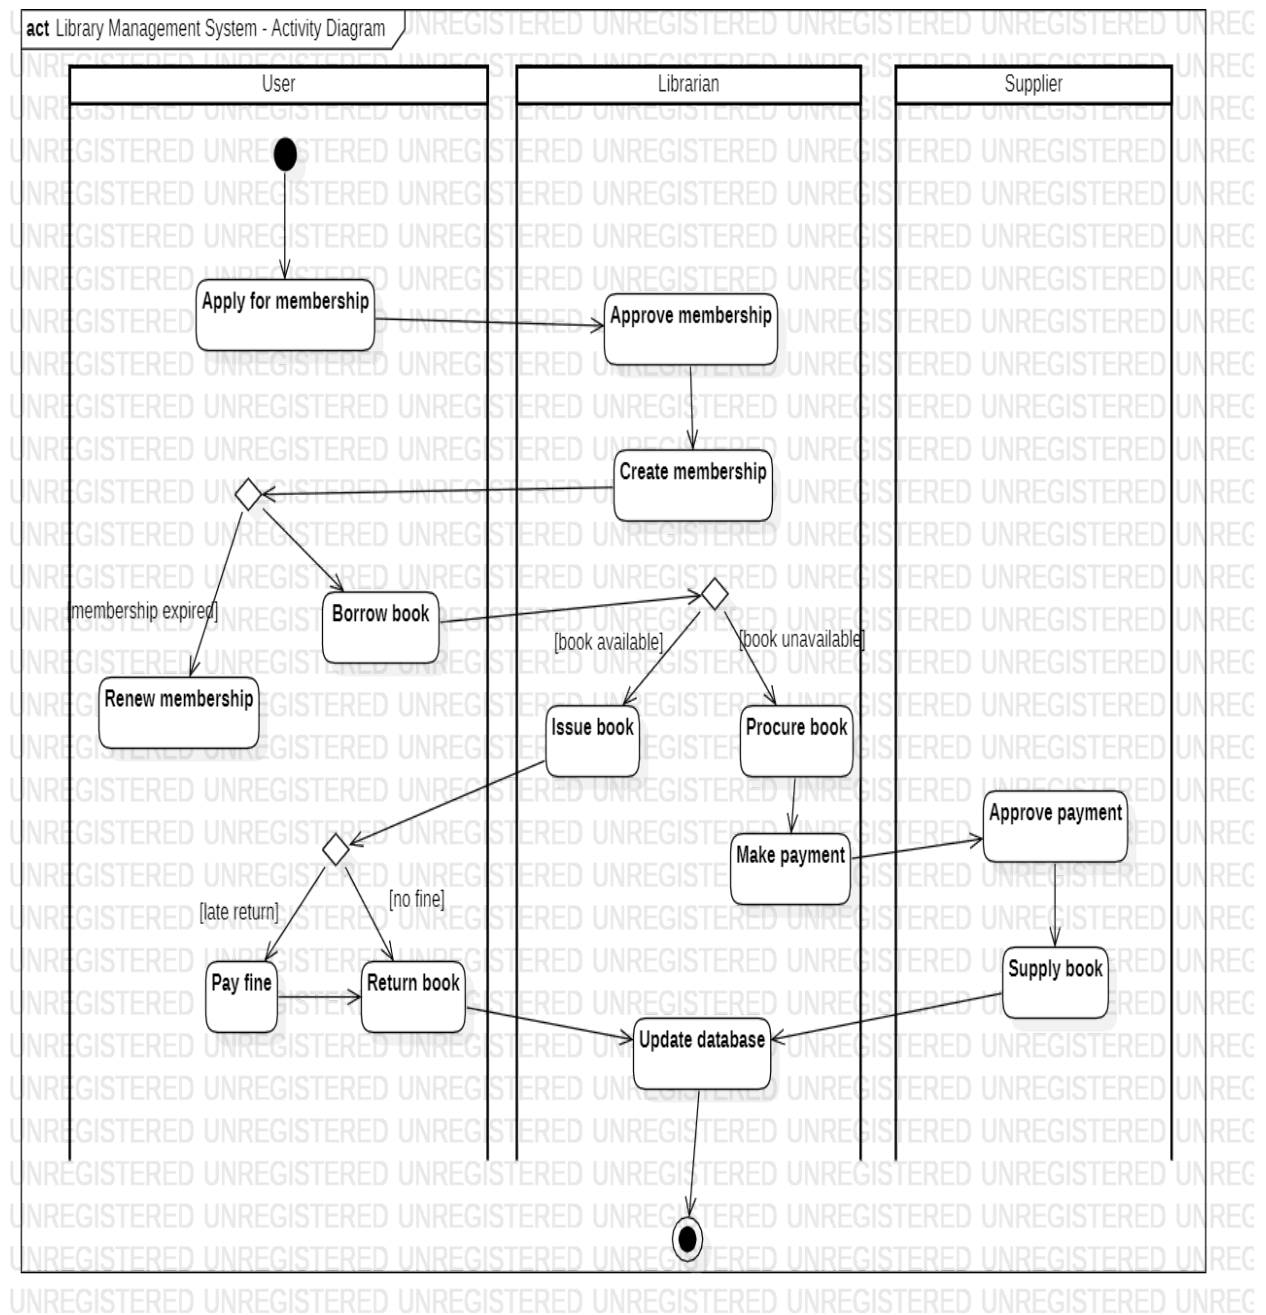 act Library Management System - Activity Diagram
User
Librarian
Supplier
Apply for membership
Approve membership
Create membership
[membership expired]
Borrow book
[book available]
[book unavailable]
Renew membership
Issue book
Procure book
Approve payment
Make payment
[late return]
[no fine]
Pay fine
Return book
Supply book
Update database
UNREGISTERED